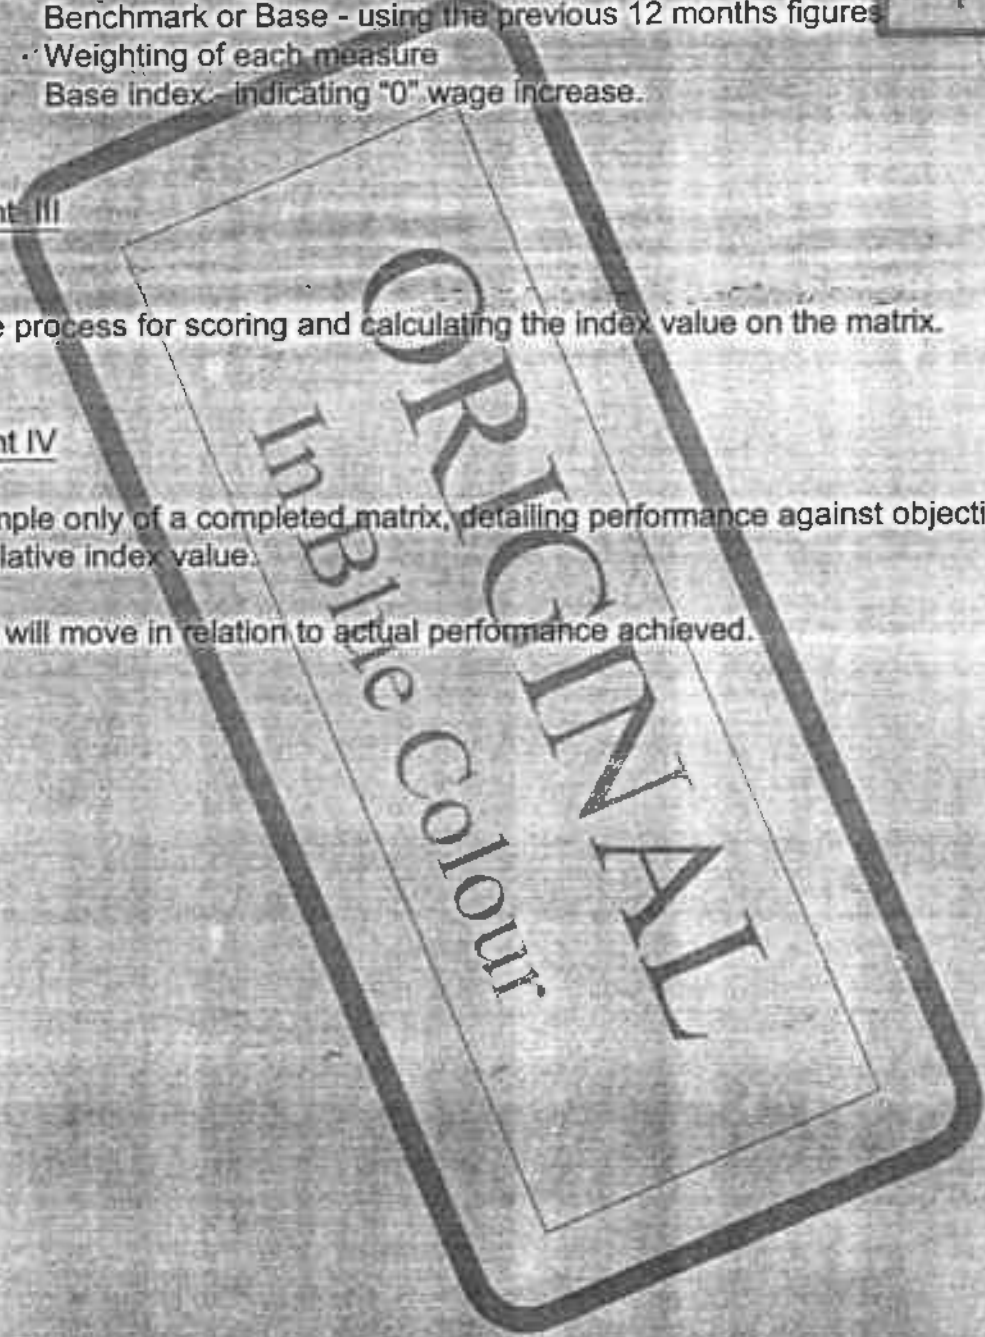 Benchmark or Base - using the previous 12 months figures
Weighting of each measure
Base index - indicating "0" wage increase.
nt III
e process for scoring and calculating the index value on the matrix.
nt IV
mple only of a completed matrix, detailing performance against objecti
lative index value.
will move in relation to actual performance achieved.
ORIGINAL
In Blue Colour